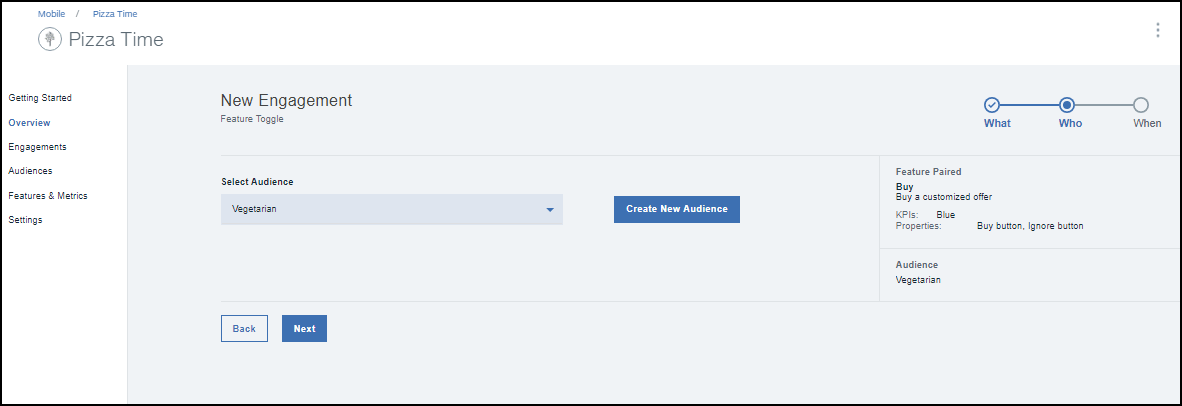 Mobile / Pizza Time
Pizza Time
Getting Started
Overview
Engagements
Audiences
Features & Metrics
Settings
New Engagement
Feature Toggle
What
Who
When
Select Audience
Vegetarian
Create New Audience
Back
Next
Feature Paired
Buy
Buy a customized offer
KPIs: Blue
Properties: Buy button, Ignore button
Audience
Vegetarian